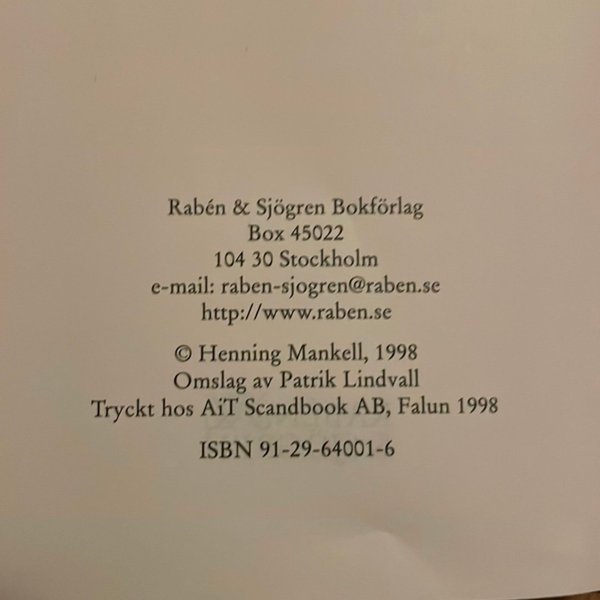 Rabén & Sjögren Bokförlag
Box 45022
104 30 Stockholm
e-mail: raben-sjogren@raben.se
http://www.raben.se
© Henning Mankell, 1998
Omslag av Patrik Lindvall
Tryckt hos AiT Scandbook AB, Falun 1998
ISBN 91-29-64001-6